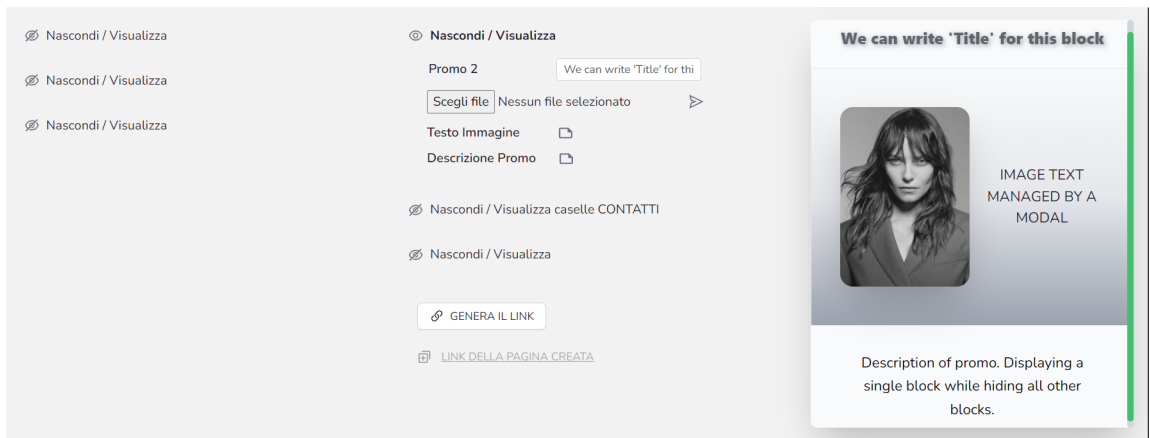 Nascondi / Visualizza
Nascondi / Visualizza
Nascondi / Visualizza
Nascondi / Visualizza
Promo 2
We can write 'Title' for thi
Scegli file Nessun file selezionato
Testo Immagine
Descrizione Promo
Nascondi / Visualizza caselle CONTATTI
Nascondi / Visualizza
GENERA IL LINK
LINK DELLA PAGINA CREATA
We can write 'Title' for this block
IMAGE TEXT
MANAGED BY A
MODAL
Description of promo. Displaying a
single block while hiding all other
blocks.